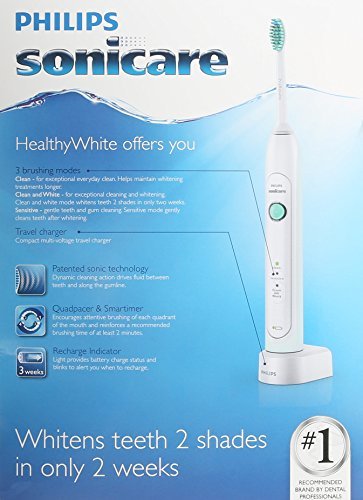 PHILIPS
sonicare
HealthyWhite offers you
3 brushing modes
Clean - for exceptional everyday clean. Helps maintain whitening
treatments longer.
Clean and White - for exceptional cleaning and whitening.
Clean and white mode whitens teeth 2 shades in only two weeks.
Sensitive - gentle teeth and gum cleaning. Sensitive mode gently
cleans teeth after whitening.
Travel charger
Compact multi-voltage travel charger
Patented sonic technology
Dynamic cleaning action drives fluid between
teeth and along the gumline.
Quadpacer & Smartimer
Encourages attentive brushing of each quadrant
of the mouth and reinforces a recommended
brushing time of at least 2 minutes.
Recharge Indicator
Light provides battery charge status and
blinks to alert you when to recharge.
3 weeks
PHILIPS
sonicare
PHILIPS
Whitens teeth 2 shades
in only 2 weeks
#1
RECOMMENDED
BRAND BY DENTAL
PROFESSIONALS